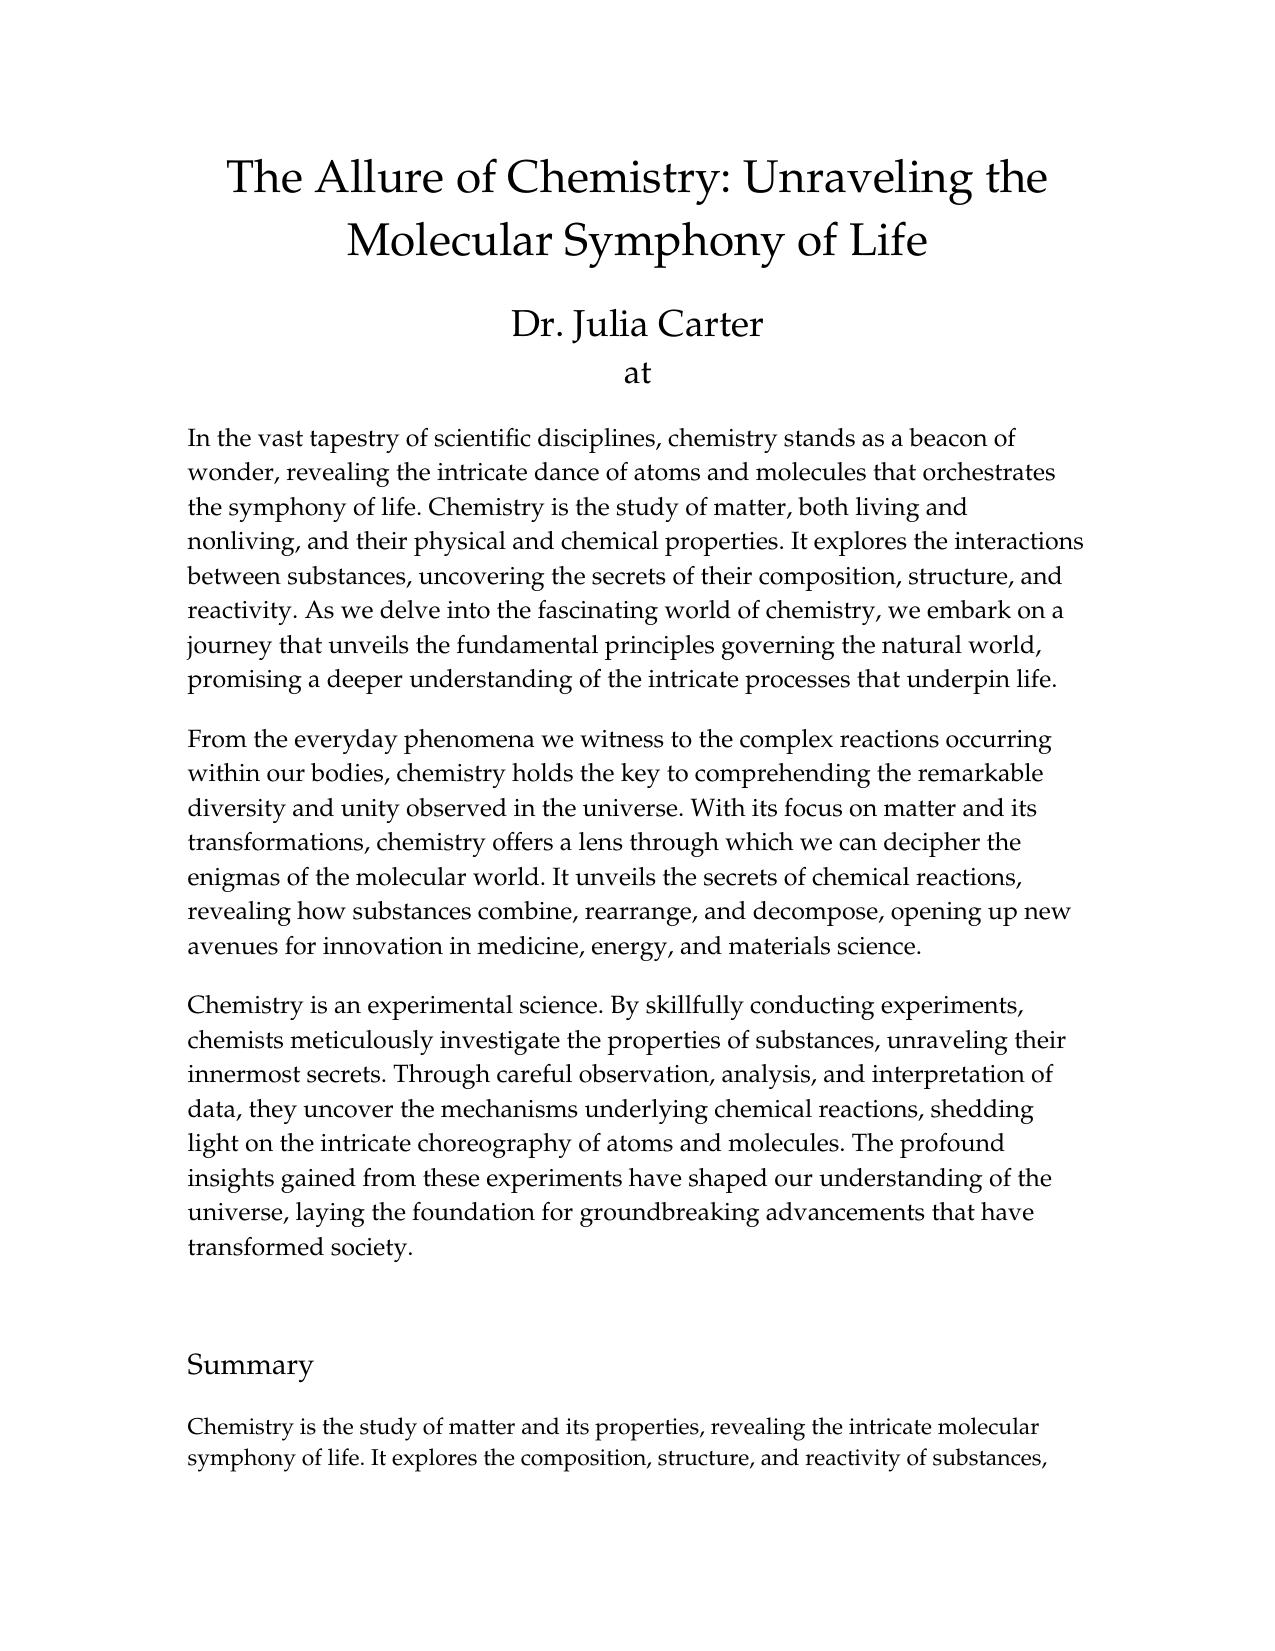 The Allure of Chemistry: Unraveling the
Molecular Symphony of Life
Dr. Julia Carter
at
In the vast tapestry of scientific disciplines, chemistry stands as a beacon of
wonder, revealing the intricate dance of atoms and molecules that orchestrates
the symphony of life. Chemistry is the study of matter, both living and
nonliving, and their physical and chemical properties. It explores the interactions
between substances, uncovering the secrets of their composition, structure, and
reactivity. As we delve into the fascinating world of chemistry, we embark on a
journey that unveils the fundamental principles governing the natural world,
promising a deeper understanding of the intricate processes that underpin life.
From the everyday phenomena we witness to the complex reactions occurring
within our bodies, chemistry holds the key to comprehending the remarkable
diversity and unity observed in the universe. With its focus on matter and its
transformations, chemistry offers a lens through which we can decipher the
enigmas of the molecular world. It unveils the secrets of chemical reactions,
revealing how substances combine, rearrange, and decompose, opening up new
avenues for innovation in medicine, energy, and materials science.
Chemistry is an experimental science. By skillfully conducting experiments,
chemists meticulously investigate the properties of substances, unraveling their
innermost secrets. Through careful observation, analysis, and interpretation of
data, they uncover the mechanisms underlying chemical reactions, shedding
light on the intricate choreography of atoms and molecules. The profound
insights gained from these experiments have shaped our understanding of the
universe, laying the foundation for groundbreaking advancements that have
transformed society.
Summary
Chemistry is the study of matter and its properties, revealing the intricate molecular
symphony of life. It explores the composition, structure, and reactivity of substances,